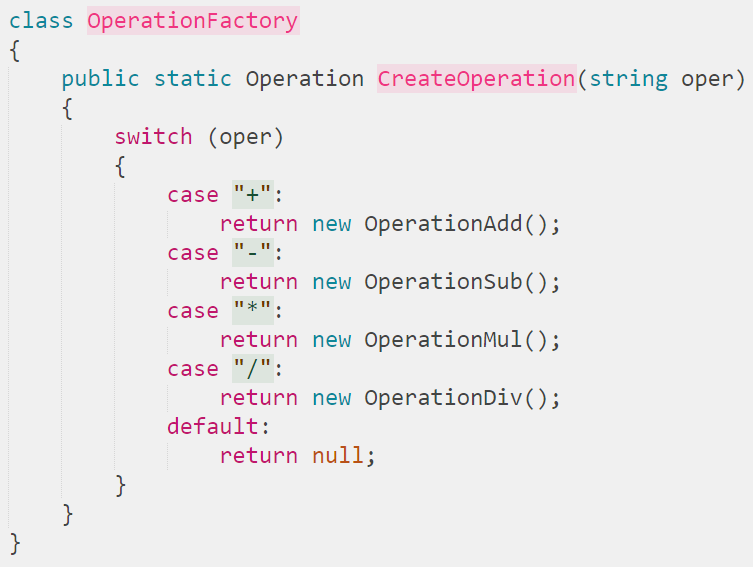 class OperationFactory
{
    public static Operation CreateOperation(string oper)
    {
        switch (oper)
        {
            case "+":
                return new OperationAdd();
            case "-":
                return new OperationSub();
            case "*":
                return new OperationMul();
            case "/":
                return new OperationDiv();
            default:
                return null;
        }
    }
}